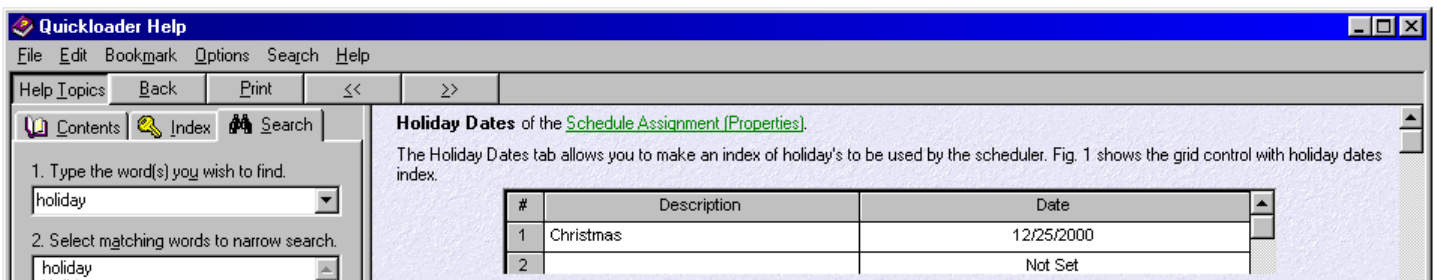 Quickloader Help
File Edit Bookmark Options Search Help
Help Topics Back Print << >>
Contents Index Search
1. Type the word(s) you wish to find.
holiday
2. Select matching words to narrow search.
holiday
Holiday Dates of the Schedule Assignment (Properties).
The Holiday Dates tab allows you to make an index of holiday's to be used by the scheduler. Fig. 1 shows the grid control with holiday dates
index.
# Description Date
1 Christmas 12/25/2000
2 Not Set